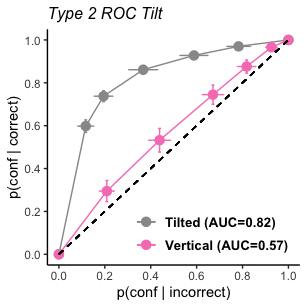 Type 2 ROC Tilt
p(conf | correct)
1.0
0.8
0.6
0.4
0.2
0.0
Tilted (AUC=0.82)
Vertical (AUC=0.57)
0.0 0.2 0.4 0.6 0.8 1.0
p(conf | incorrect)